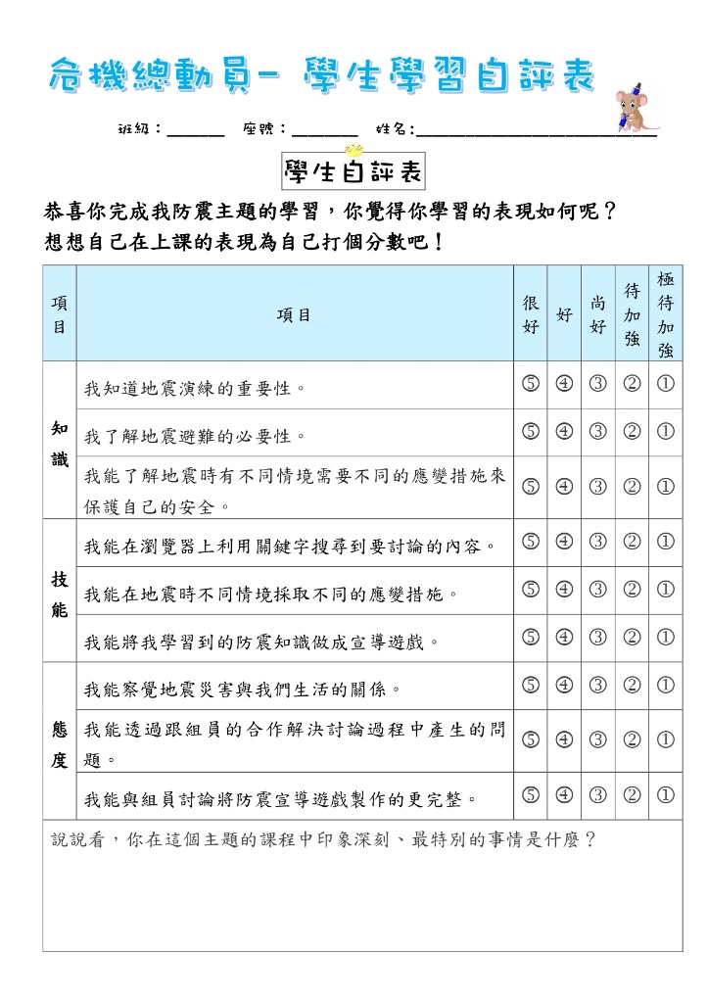 危機總動員- 學生學習自評表
班級：______ 座號：_______ 姓名:_________________________
學生自評表
恭喜你完成我防震主題的學習，你覺得你學習的表現如何呢？
想想自己在上課的表現為自己打個分數吧！
項目 項目 很好 好 尚好 待加強 極待加強
知識
我知道地震演練的重要性。 ⑤ ④ ③ ② ①
我了解地震避難的必要性。 ⑤ ④ ③ ② ①
我能了解地震時有不同情境需要不同的應變措施來
保護自己的安全。 ⑤ ④ ③ ② ①
技能
我能在瀏覽器上利用關鍵字搜尋到要討論的內容。 ⑤ ④ ③ ② ①
我能在地震時不同情境採取不同的應變措施。 ⑤ ④ ③ ② ①
我能將我學習到的防震知識做成宣導遊戲。 ⑤ ④ ③ ② ①
態度
我能察覺地震災害與我們生活的關係。 ⑤ ④ ③ ② ①
我能透過跟組員的合作解決討論過程中產生的問
題。 ⑤ ④ ③ ② ①
我能與組員討論將防震宣導遊戲製作的更完整。 ⑤ ④ ③ ② ①
說說看，你在這個主題的課程中印象深刻、最特別的事情是什麼？